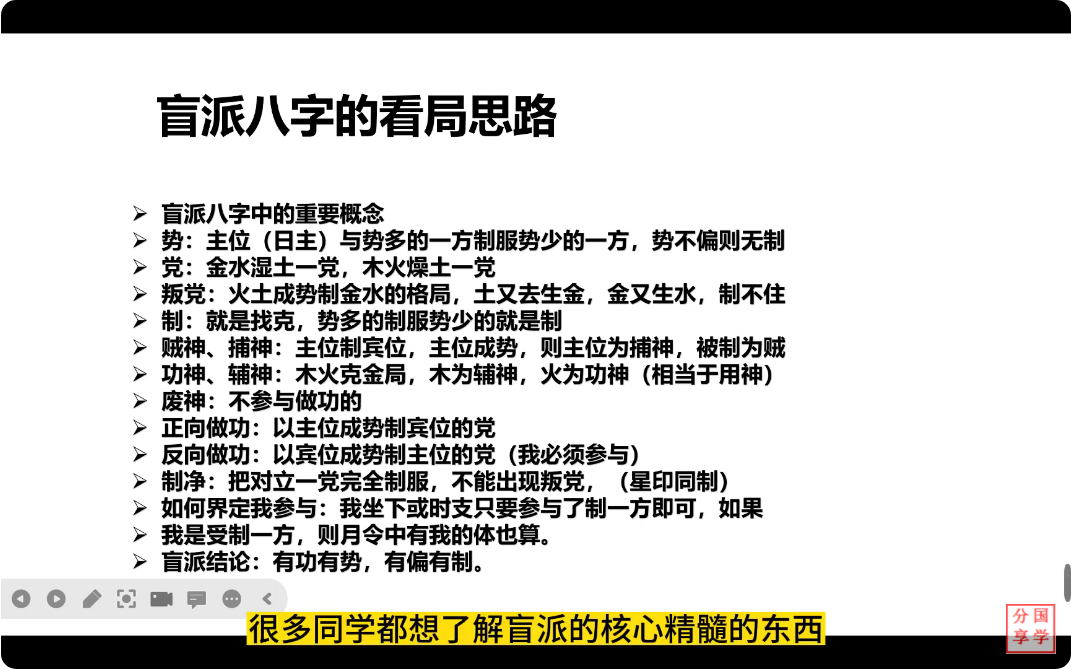 盲派八字的看局思路
盲派八字中的重要概念
势：主位（日主）与势多的一方制服势少的一方，势不偏则无制
党：金水湿土一党，木火燥土一党
叛党：火土成势制金水的格局，土又去生金，金又生水，制不住
制：就是找克，势多的制服势少的就是制
贼神、捕神：主位制宾位，主位成势，则主位为捕神，被制为贼
功神、辅神：木火克金局，木为辅神，火为功神（相当于用神）
废神：不参与做功的
正向做功：以主位成势制宾位的党
反向做功：以宾位成势制主位的党（我必须参与）
制净：把对立一党完全制服，不能出现叛党，（星印同制）
如何界定我参与：我坐下或时支只要参与了制一方即可，如果
我是受制一方，则月令中有我的体也算。
盲派结论：有功有势，有偏有制。
很多同学都想了解盲派的核心精髓的东西
分国
享学